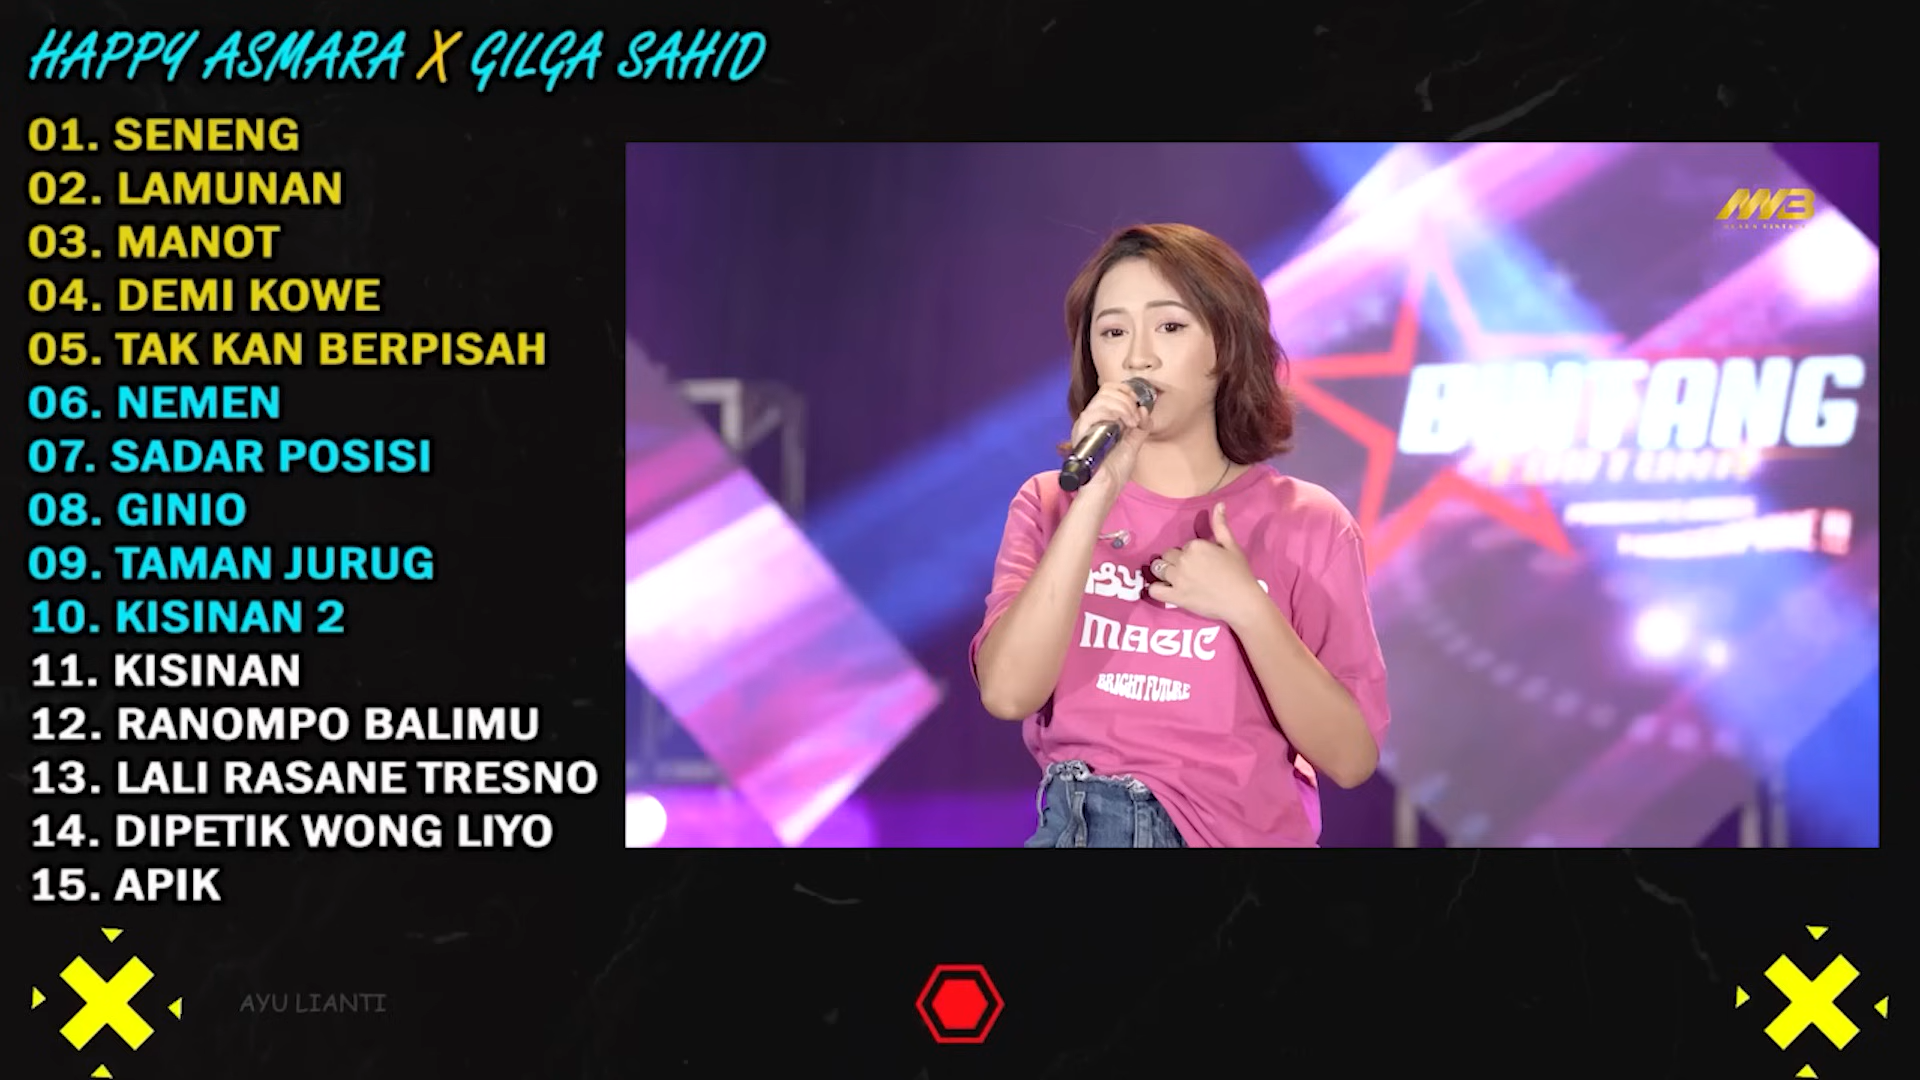 HAPPY ASMARA X GILGA SAHID
01. SENENG
02. LAMUNAN
03. MANOT
04. DEMI KOWE
05. TAK KAN BERPISAH
06. NEMEN
07. SADAR POSISI
08. GINIO
09. TAMAN JURUG
10. KISINAN 2
11. KISINAN
12. RANOMPO BALIMU
13. LALI RASANE TRESNO
14. DIPETIK WONG LIYO
15. APIK
BINTANG
MAGIC
BRIGHT FUTURE
AYU LIANTI